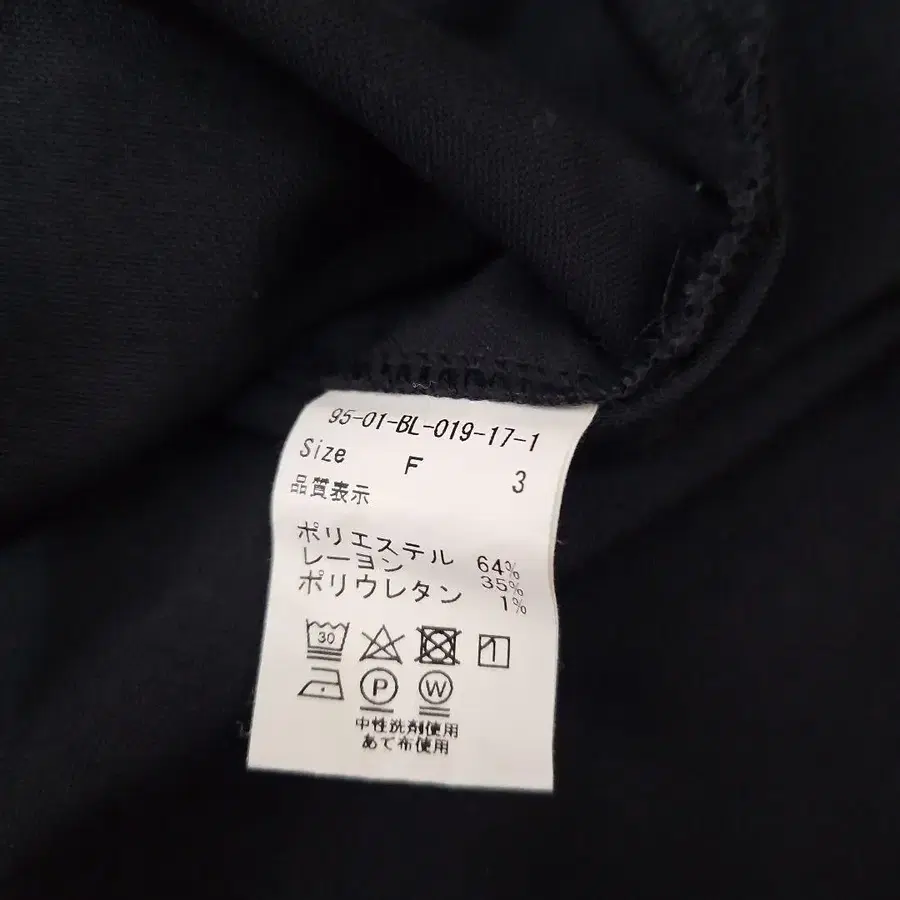 95-01-BL-019-17-1
Size F 3
品質表示
ポリエステル 64%
レーヨン 35%
ポリウレタン 1%
30
P W
中性洗剤使用
あて布使用